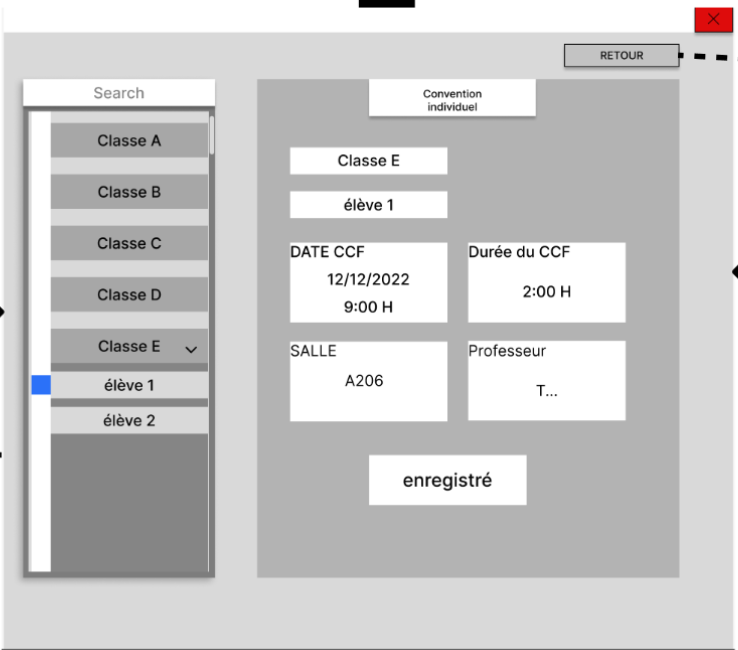 RETOUR
Search
Classe A
Classe B
Classe C
Classe D
Classe E
élève 1
élève 2
Convention
individuel
Classe E
élève 1
DATE CCF
12/12/2022
9:00 H
Durée du CCF
2:00 H
SALLE
A206
Professeur
T...
enregistré